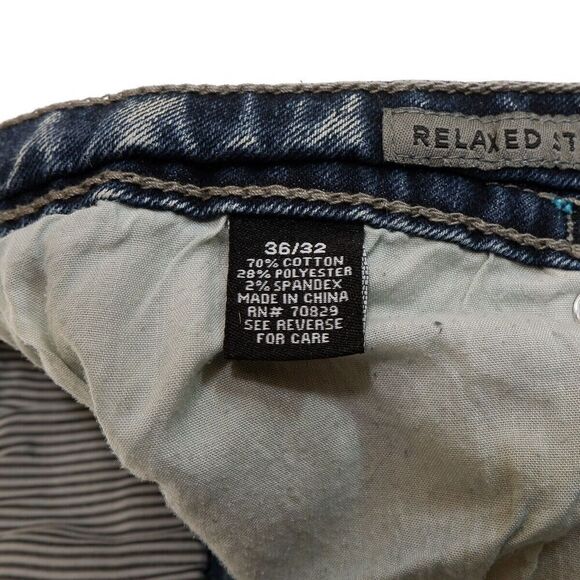 RELAXED ST
36/32
70% COTTON
28% POLYESTER
2% SPANDEX
MADE IN CHINA
RN# 70829
SEE REVERSE
FOR CARE